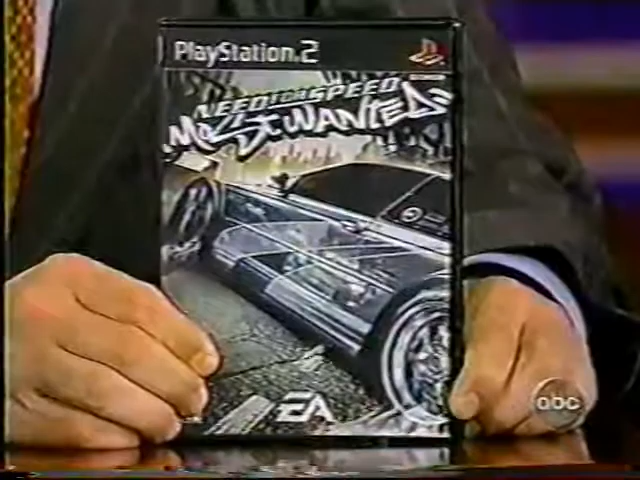 PlayStation.2
NEED FOR SPEED
MOST WANTED
EA
abc